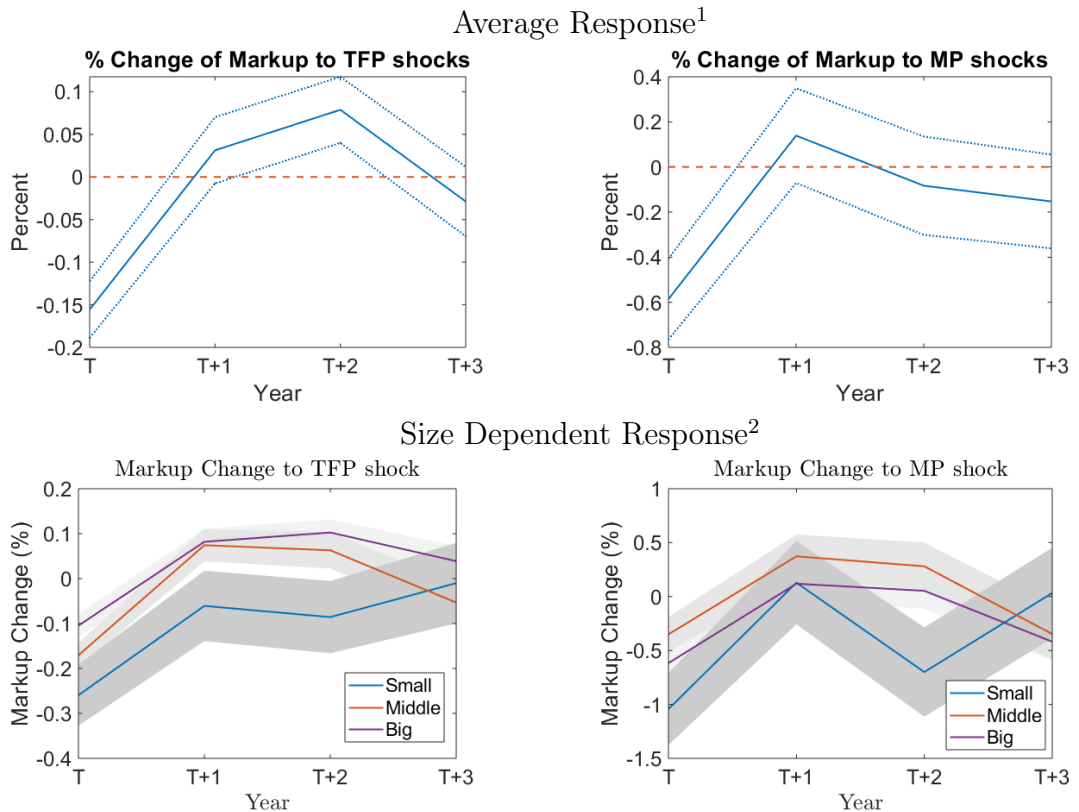 Average Response¹
% Change of Markup to TFP shocks
Percent
0.1
0.05
0
-0.05
-0.1
-0.15
-0.2
T T+1 T+2 T+3
Year
% Change of Markup to MP shocks
Percent
0.4
0.2
0
-0.2
-0.4
-0.6
-0.8
T T+1 T+2 T+3
Year
Size Dependent Response²
Markup Change to TFP shock
Markup Change (%)
0.2
0.1
0
-0.1
-0.2
-0.3
-0.4
Small
Middle
Big
T T+1 T+2 T+3
Year
Markup Change to MP shock
Markup Change (%)
1
0.5
0
-0.5
-1
-1.5
Small
Middle
Big
T T+1 T+2 T+3
Year